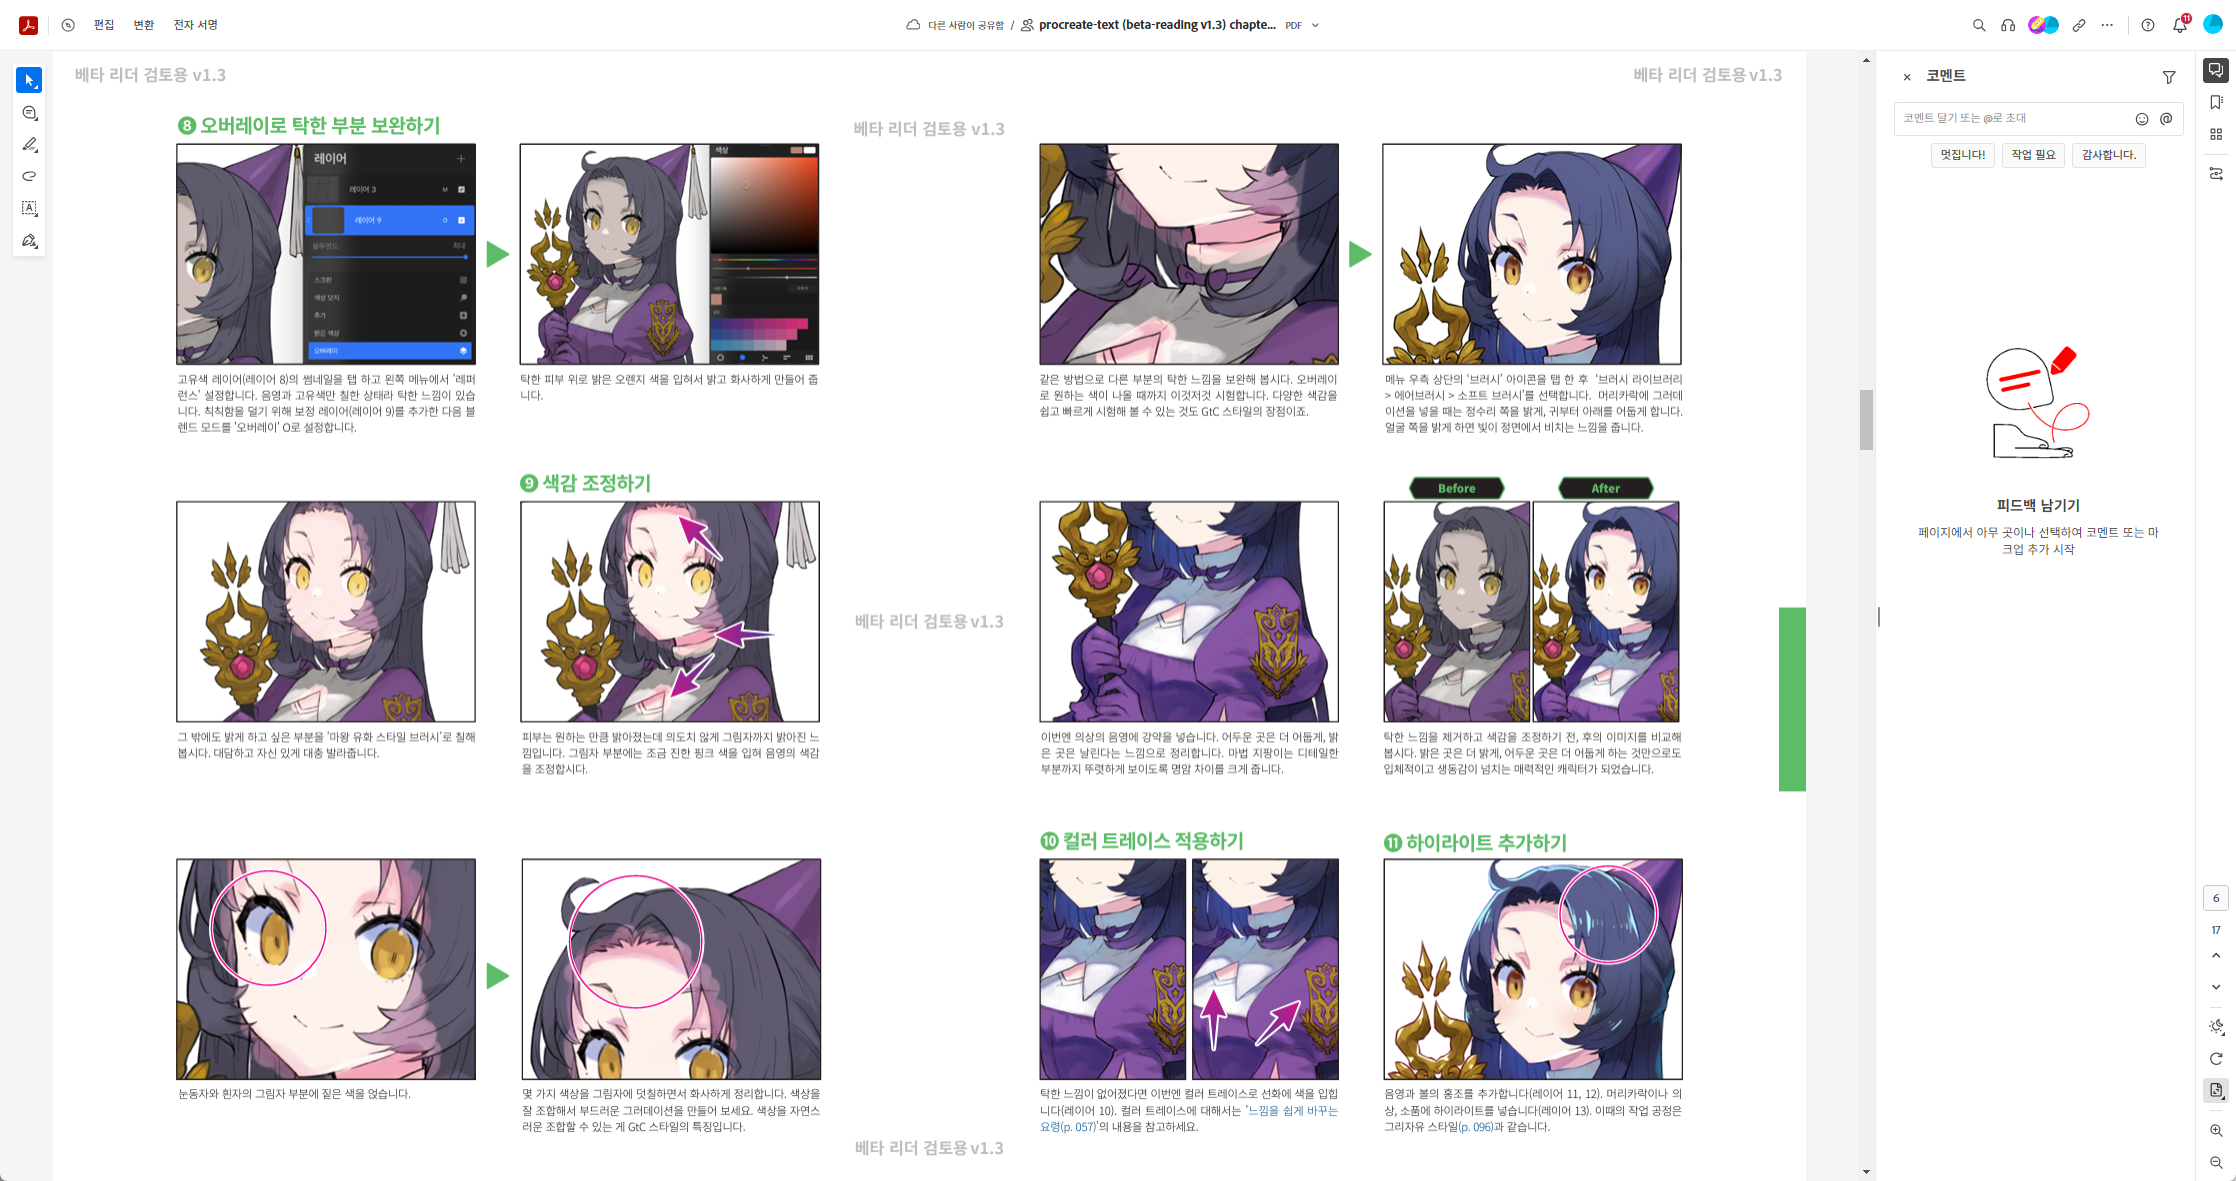 편집 변환 전자 서명
다른 사람이 공유함 / procreate-text (beta-reading v1.3) chapte... PDF
11
베타 리더 검토용 v1.3
베타 리더 검토용 v1.3
❽ 오버레이로 탁한 부분 보완하기
레이어
레이어 3 M
레이어 9 O
불투명도 최대
스크린
색상 닷지
추가
밝은 색상
오버레이
색상
고유색 레이어(레이어 8)의 썸네일을 탭 하고 왼쪽 메뉴에서 '레퍼
런스' 설정합니다. 음영과 고유색만 칠한 상태라 탁한 느낌이 있습
니다. 칙칙함을 덜기 위해 보정 레이어(레이어 9)를 추가한 다음 블
렌드 모드를 '오버레이' O로 설정합니다.
탁한 피부 위로 밝은 오렌지 색을 입혀서 밝고 화사하게 만들어 줍
니다.
그 밖에도 밝게 하고 싶은 부분을 '마왕 유화 스타일 브러시'로 칠해
봅시다. 대담하고 자신 있게 대충 발라줍니다.
❾ 색감 조정하기
피부는 원하는 만큼 밝아졌는데 의도치 않게 그림자까지 밝아진 느
낌입니다. 그림자 부분에는 조금 진한 핑크 색을 입혀 음영의 색감
을 조정합시다.
눈동자와 흰자의 그림자 부분에 짙은 색을 얹습니다.
몇 가지 색상을 그림자에 덧칠하면서 화사하게 정리합니다. 색상을
잘 조합해서 부드러운 그러데이션을 만들어 보세요. 색상을 자연스
러운 조합할 수 있는 게 GtC 스타일의 특징입니다.
베타 리더 검토용 v1.3
베타 리더 검토용 v1.3
베타 리더 검토용 v1.3
같은 방법으로 다른 부분의 탁한 느낌을 보완해 봅시다. 오버레이
로 원하는 색이 나올 때까지 이것저것 시험합니다. 다양한 색감을
쉽고 빠르게 시험해 볼 수 있는 것도 GtC 스타일의 장점이죠.
메뉴 우측 상단의 '브러시' 아이콘을 탭 한 후 '브러시 라이브러리
> 에어브러시 > 소프트 브러시'를 선택합니다. 머리카락에 그러데
이션을 넣을 때는 정수리 쪽을 밝게, 귀부터 아래를 어둡게 합니다.
얼굴 쪽을 밝게 하면 빛이 정면에서 비치는 느낌을 줍니다.
이번엔 의상의 음영에 강약을 넣습니다. 어두운 곳은 더 어둡게, 밝
은 곳은 날린다는 느낌으로 정리합니다. 마법 지팡이는 디테일한
부분까지 뚜렷하게 보이도록 명암 차이를 크게 줍니다.
Before After
탁한 느낌을 제거하고 색감을 조정하기 전, 후의 이미지를 비교해
봅시다. 밝은 곳은 더 밝게, 어두운 곳은 더 어둡게 하는 것만으로도
입체적이고 생동감이 넘치는 매력적인 캐릭터가 되었습니다.
❿ 컬러 트레이스 적용하기
탁한 느낌이 없어졌다면 이번엔 컬러 트레이스로 선화에 색을 입힙
니다(레이어 10). 컬러 트레이스에 대해서는 '느낌을 쉽게 바꾸는
요령(p. 057)'의 내용을 참고하세요.
⓫ 하이라이트 추가하기
음영과 볼의 홍조를 추가합니다(레이어 11, 12). 머리카락이나 의
상, 소품에 하이라이트를 넣습니다(레이어 13). 이때의 작업 공정은
그리자유 스타일(p. 096)과 같습니다.
코멘트
코멘트 달기 또는 @로 초대
멋집니다! 작업 필요 감사합니다.
피드백 남기기
페이지에서 아무 곳이나 선택하여 코멘트 또는 마
크업 추가 시작
6
17